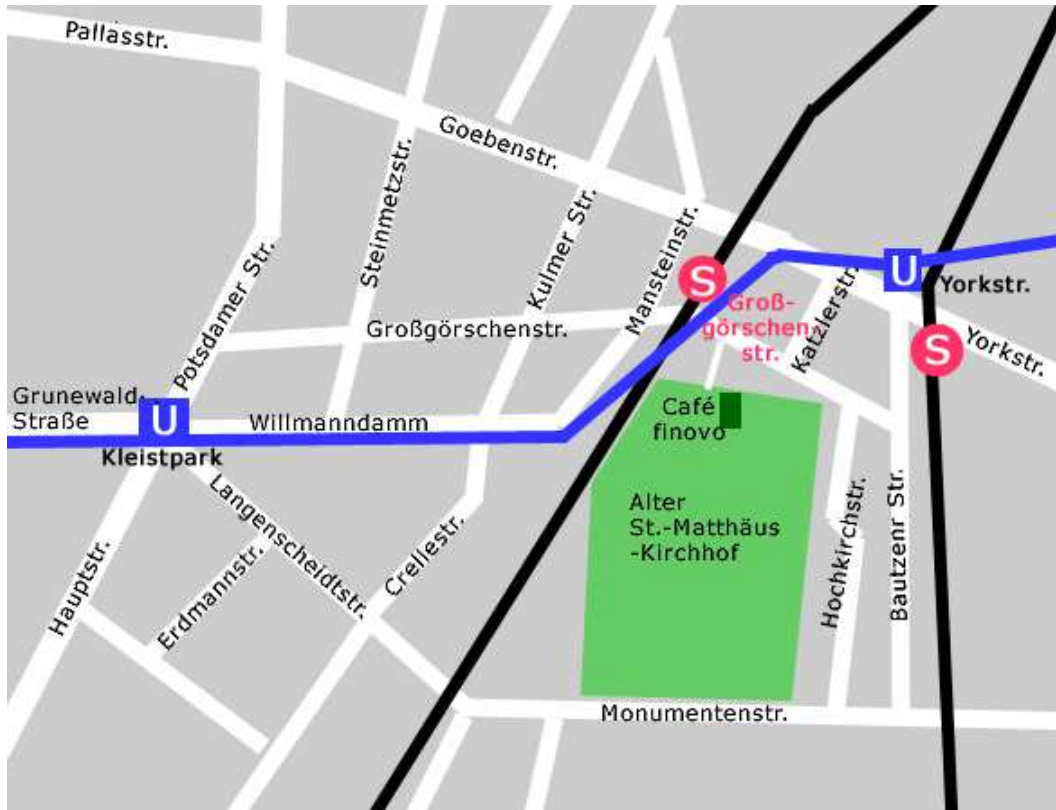 Pallasstr.
Goebenstr.
Steinmetzstr.
Kulmer Str.
Mansteinstr.
Potsdamer Str.
S
U
Yorkstr.
Groß-
görschen
str.
Katzlerstr.
Großgörschenstr.
S
Yorkstr.
Grunewald.
Straße
U
Kleistpark
Willmanndamm
Café
finovo
Alter
St.-Matthäus
-Kirchhof
Langenscheidtstr.
Crellestr.
Hauptstr.
Erdmannstr.
Hochkirchstr.
Bautzenr Str.
Monumentenstr.